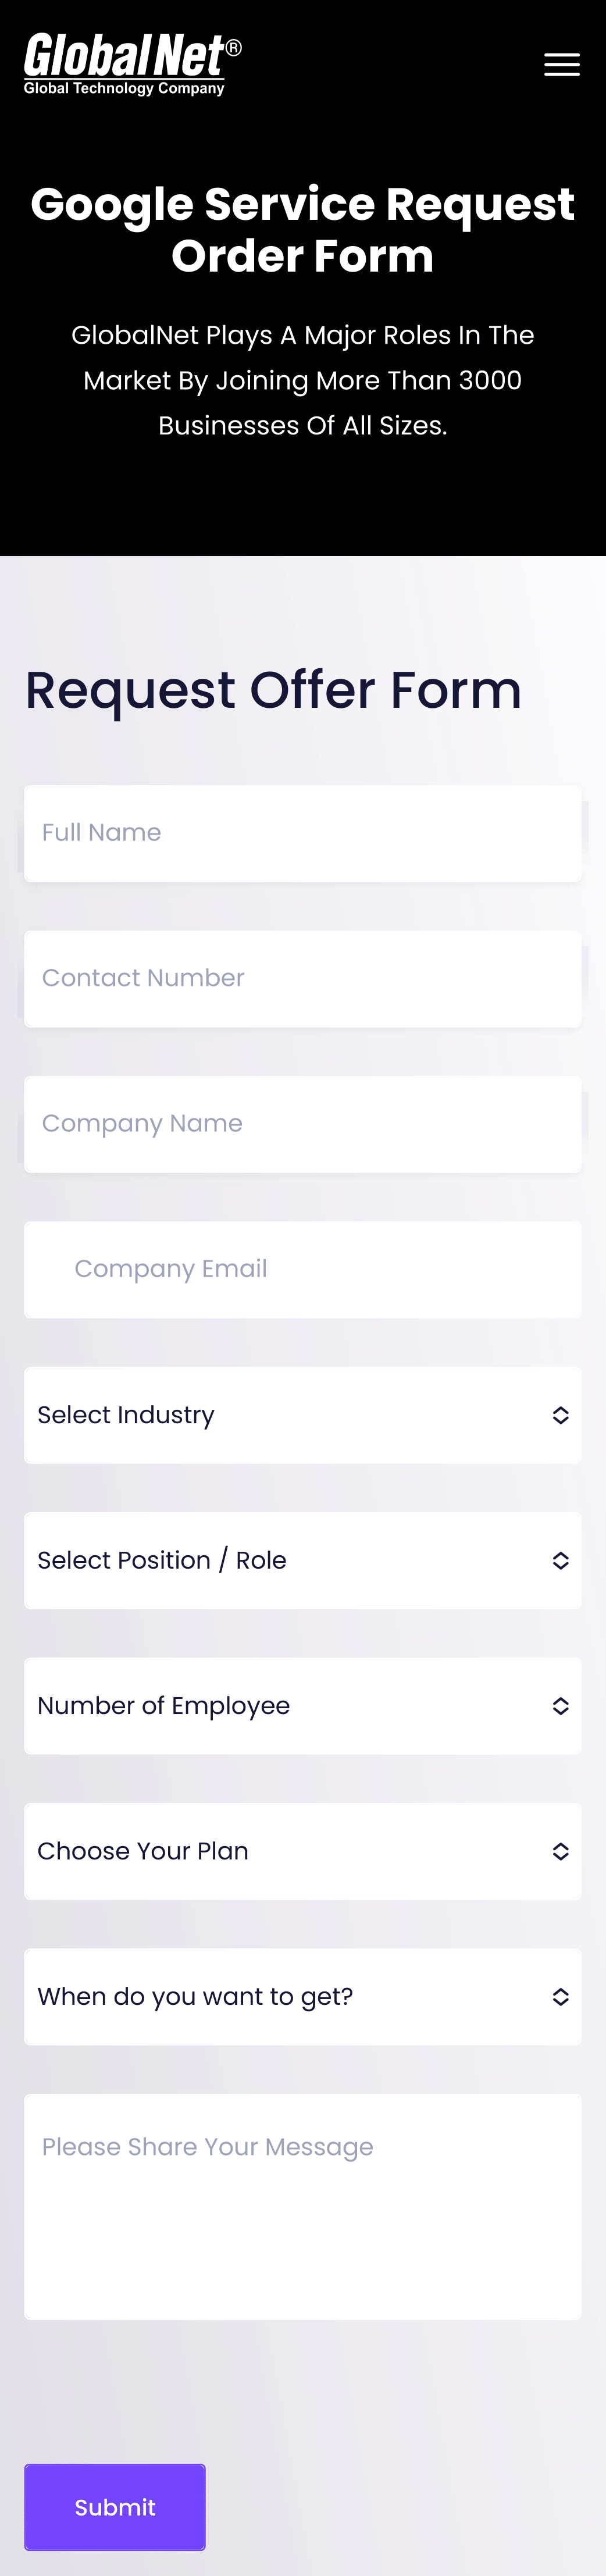 GlobalNet®
Global Technology Company
Google Service Request
Order Form
GlobalNet Plays A Major Roles In The
Market By Joining More Than 3000
Businesses Of All Sizes.
Request Offer Form
Full Name
Contact Number
Company Name
Company Email
Select Industry
Select Position / Role
Number of Employee
Choose Your Plan
When do you want to get?
Please Share Your Message
Submit